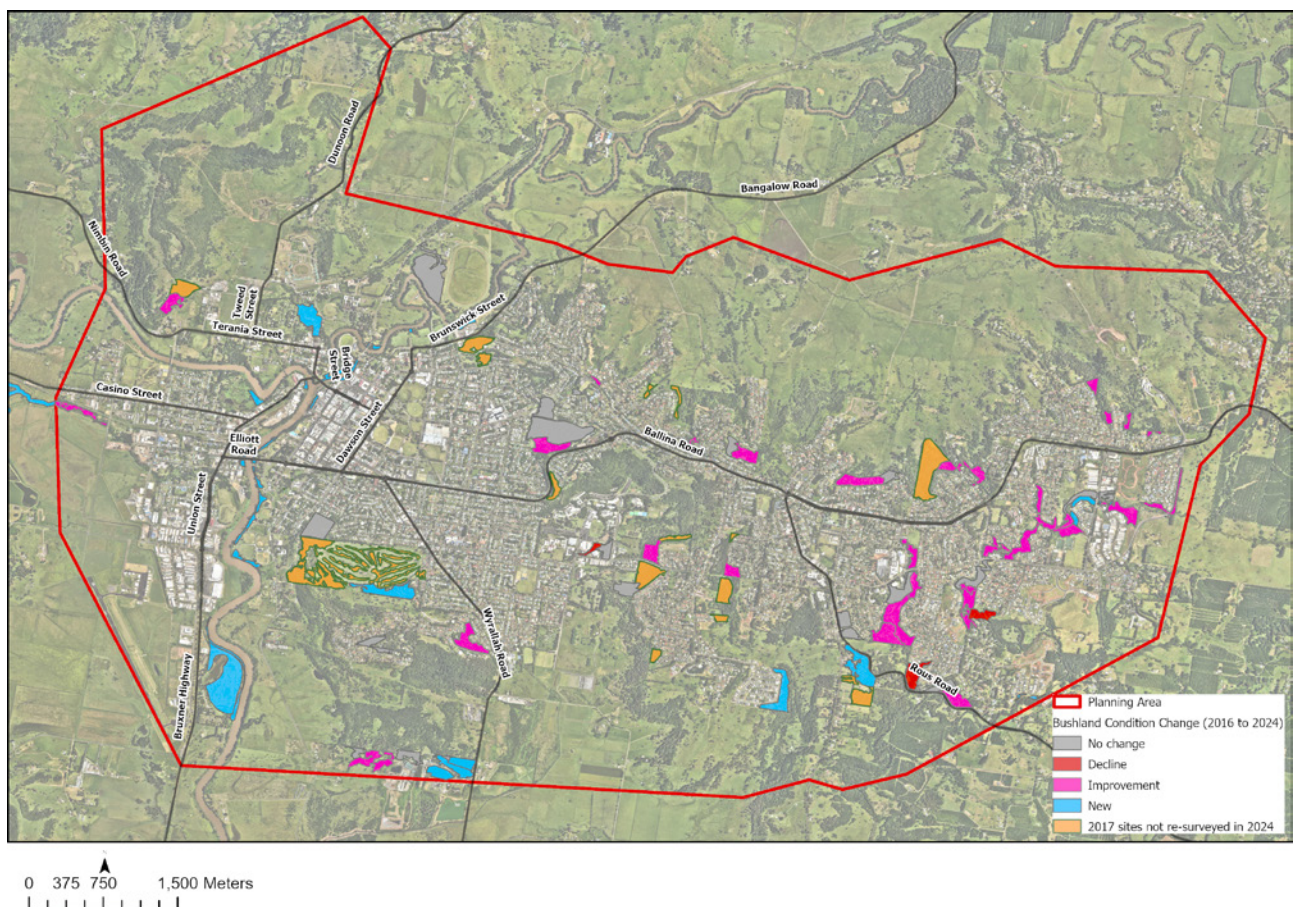 Dunoon Road
Bangalow Road
Nimbin Road
Tweed
Street
Terania Street
Bridge
Street
Brunswick Street
Casino Street
Dawson Street
Elliott
Road
Ballina Road
Union Street
Wyrallah Road
Bruxner Highway
Rous Road
Planning Area
Bushland Condition Change (2016 to 2024)
No change
Decline
Improvement
New
2017 sites not re-surveyed in 2024
0 375 750 1,500 Meters